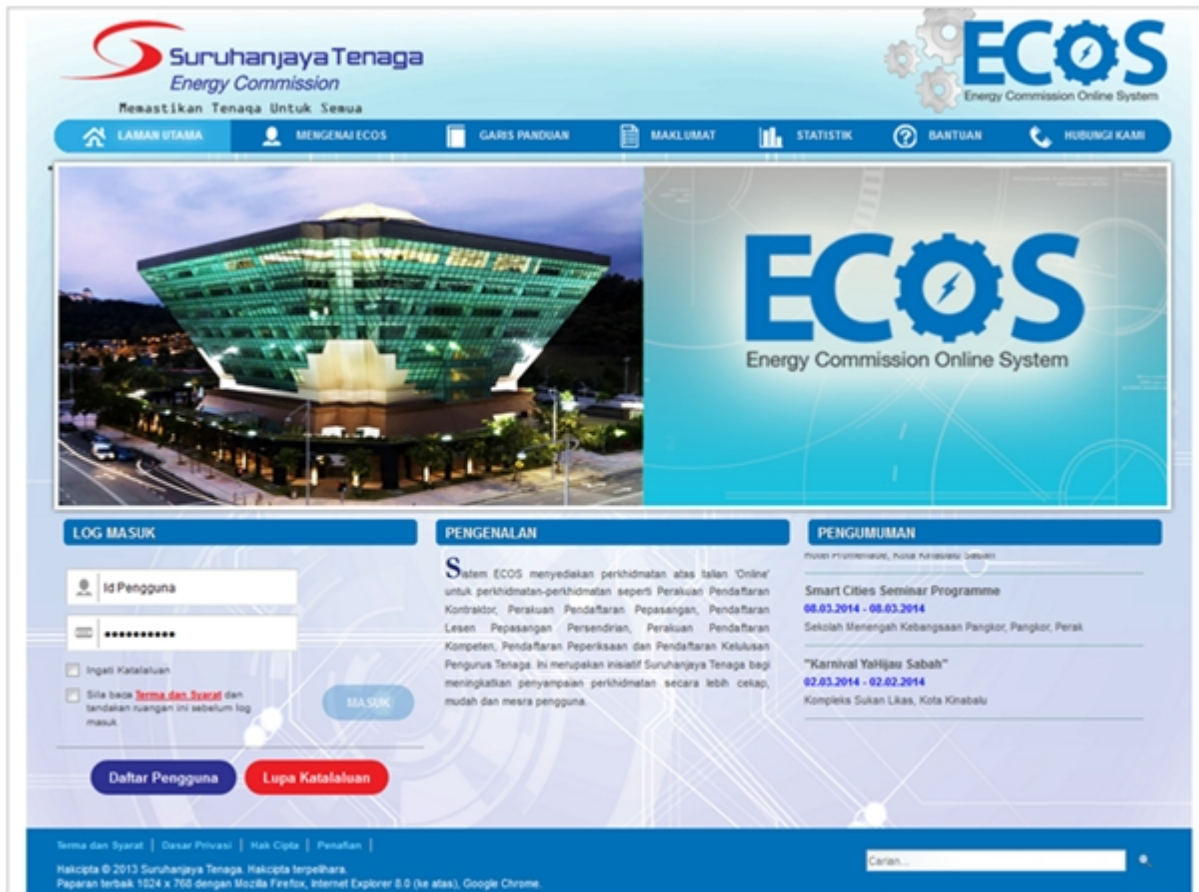 Suruhanjaya Tenaga
Energy Commission
Memastikan Tenaga Untuk Semua
ECOS
Energy Commission Online System
LAMAN UTAMA
MENGENAI ECOS
GARIS PANDUAN
MAKLUMAT
STATISTIK
BANTUAN
HUBUNGI KAMI
ECOS
Energy Commission Online System
LOG MASUK
Id Pengguna
••••••••••
Ingati Katalaluan
Sila baca Terma dan Syarat dan
tandakan ruangan ini sebelum log
masuk.
MASUK
Daftar Pengguna
Lupa Katalaluan
PENGENALAN
Sistem ECOS menyediakan perkhidmatan atas talian 'Online'
untuk perkhidmatan-perkhidmatan seperti Perakuan Pendaftaran
Kontraktor, Perakuan Pendaftaran Pepasangan, Pendaftaran
Lesen Pepasangan Persendirian, Perakuan Pendaftaran
Kompeten, Pendaftaran Peperiksaan dan Pendaftaran Kelulusan
Pengurus Tenaga. Ini merupakan inisiatif Suruhanjaya Tenaga bagi
meningkatkan penyampaian perkhidmatan secara lebih cekap,
mudah dan mesra pengguna.
PENGUMUMAN
Hotel Promenade, Kota Kinabalu Sabah
Smart Cities Seminar Programme
08.03.2014 - 08.03.2014
Sekolah Menengah Kebangsaan Pangkor, Pangkor, Perak
"Karnival YaHijau Sabah"
02.03.2014 - 02.02.2014
Kompleks Sukan Likas, Kota Kinabalu
Terma dan Syarat | Dasar Privasi | Hak Cipta | Penafian |
Hakcipta © 2013 Suruhanjaya Tenaga. Hakcipta terpelihara.
Paparan terbaik 1024 x 768 dengan Mozilla Firefox, Internet Explorer 8.0 (ke atas), Google Chrome.
Carian...